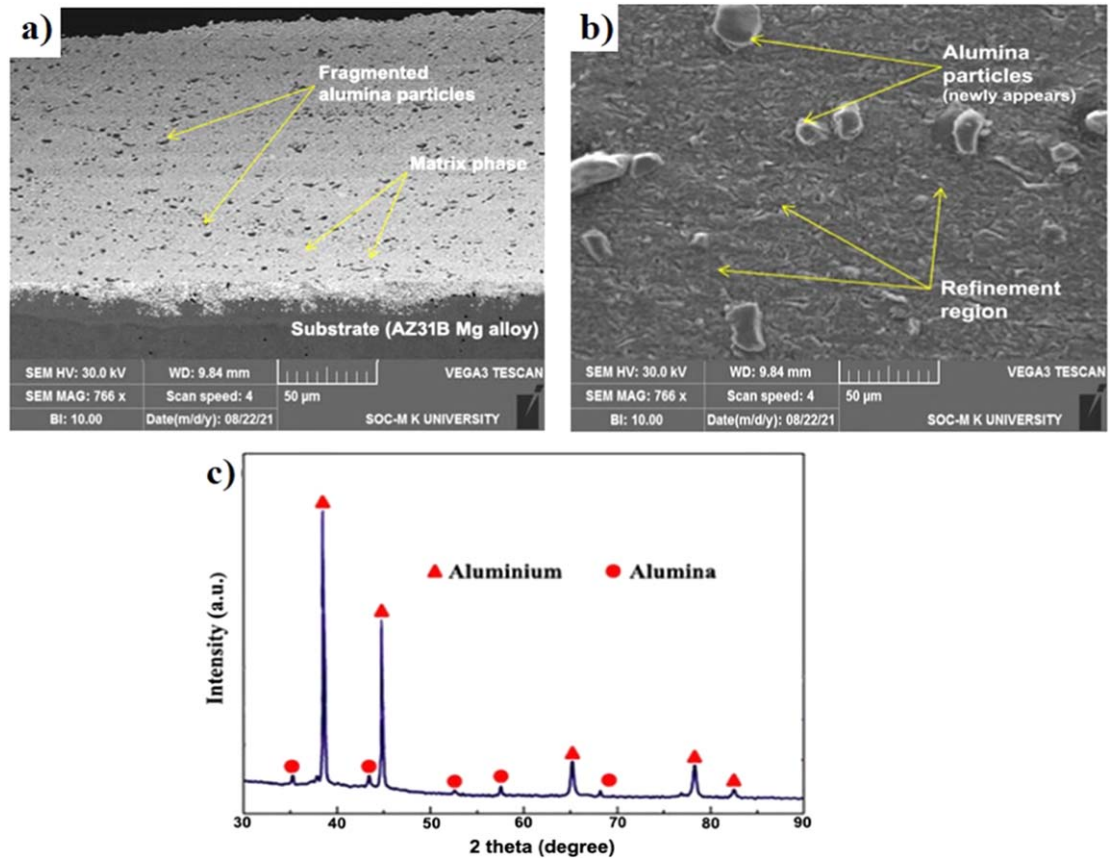 a)
Fragmented
alumina particles
Matrix phase
Substrate (AZ31B Mg alloy)
SEM HV: 30.0 kV
WD: 9.84 mm
VEGA3 TESCAN
SEM MAG: 766 x
Scan speed: 4
50 µm
BI: 10.00
Date(m/d/y): 08/22/21
SOC-M K UNIVERSITY
b)
Alumina
particles
(newly appears)
Refinement
region
SEM HV: 30.0 kV
WD: 9.84 mm
VEGA3 TESCAN
SEM MAG: 766 x
Scan speed: 4
50 µm
BI: 10.00
Date(m/d/y): 08/22/21
SOC-M K UNIVERSITY
c)
Aluminium
Alumina
Intensity (a.u.)
30 40 50 60 70 80 90
2 theta (degree)